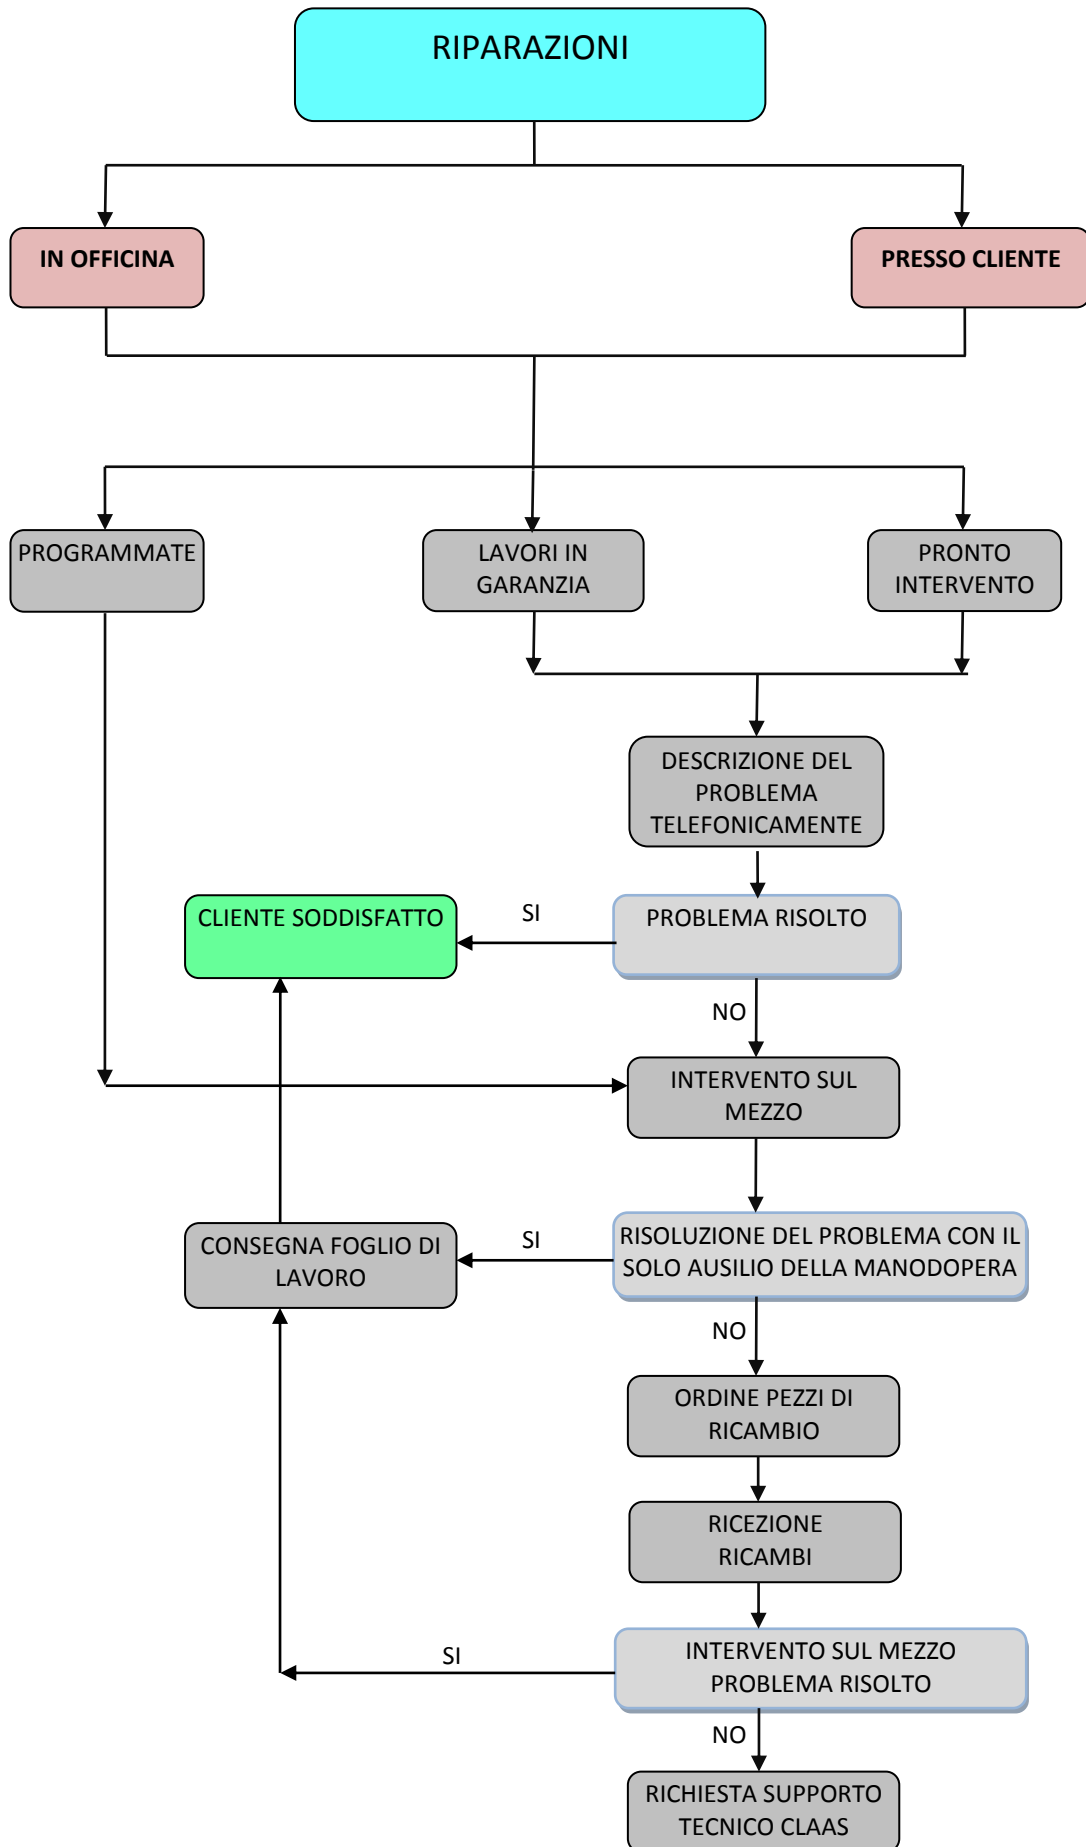 RIPARAZIONI
IN OFFICINA
PRESSO CLIENTE
PROGRAMMATE
LAVORI IN
GARANZIA
PRONTO
INTERVENTO
DESCRIZIONE DEL
PROBLEMA
TELEFONICAMENTE
CLIENTE SODDISFATTO
SI
PROBLEMA RISOLTO
NO
INTERVENTO SUL
MEZZO
CONSEGNA FOGLIO DI
LAVORO
SI
RISOLUZIONE DEL PROBLEMA CON IL
SOLO AUSILIO DELLA MANODOPERA
NO
ORDINE PEZZI DI
RICAMBIO
RICEZIONE
RICAMBI
SI
INTERVENTO SUL MEZZO
PROBLEMA RISOLTO
NO
RICHIESTA SUPPORTO
TECNICO CLAAS